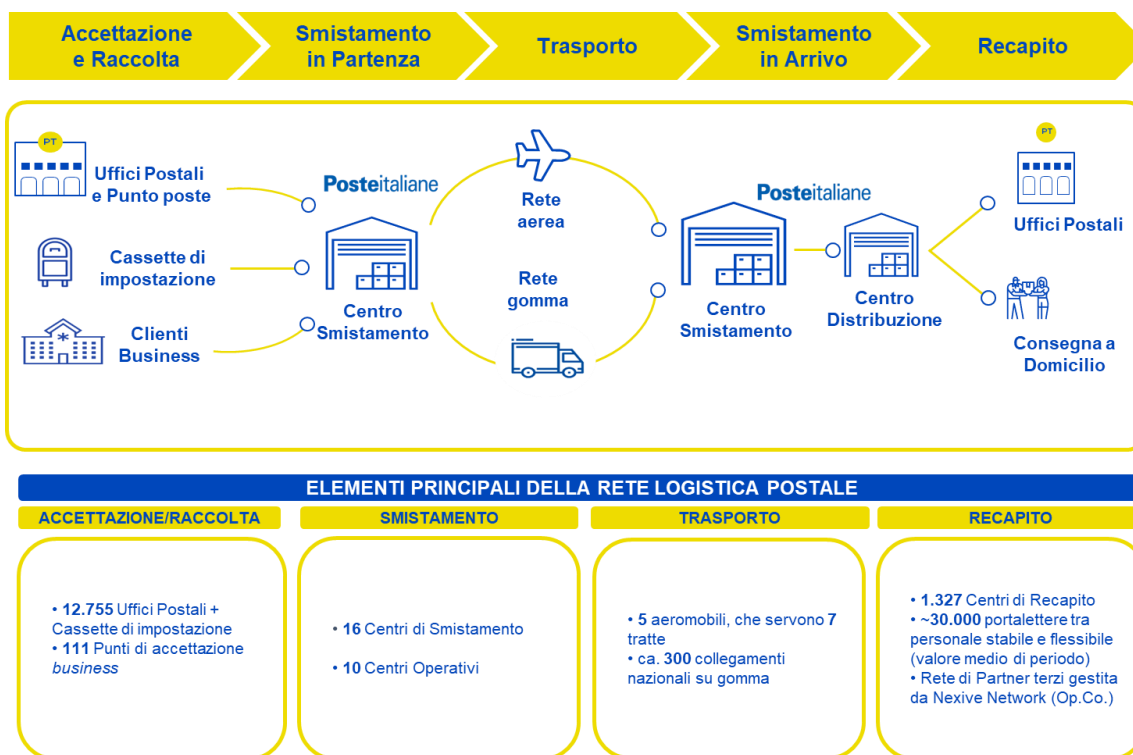 Accettazione
e Raccolta
Smistamento
in Partenza
Trasporto
Smistamento
in Arrivo
Recapito
PT
Uffici Postali
e Punto poste
Cassette di
impostazione
Clienti
Business
Posteitaliane
Centro
Smistamento
Rete
aerea
Rete
gomma
Posteitaliane
Centro
Smistamento
Centro
Distribuzione
PT
Uffici Postali
Consegna a
Domicilio
ELEMENTI PRINCIPALI DELLA RETE LOGISTICA POSTALE
ACCETTAZIONE/RACCOLTA
• 12.755 Uffici Postali +
Cassette di impostazione
• 111 Punti di accettazione
business
SMISTAMENTO
• 16 Centri di Smistamento
• 10 Centri Operativi
TRASPORTO
• 5 aeromobili, che servono 7
tratte
• ca. 300 collegamenti
nazionali su gomma
RECAPITO
• 1.327 Centri di Recapito
• ~30.000 portalettere tra
personale stabile e flessibile
(valore medio di periodo)
• Rete di Partner terzi gestita
da Nexive Network (Op.Co.)